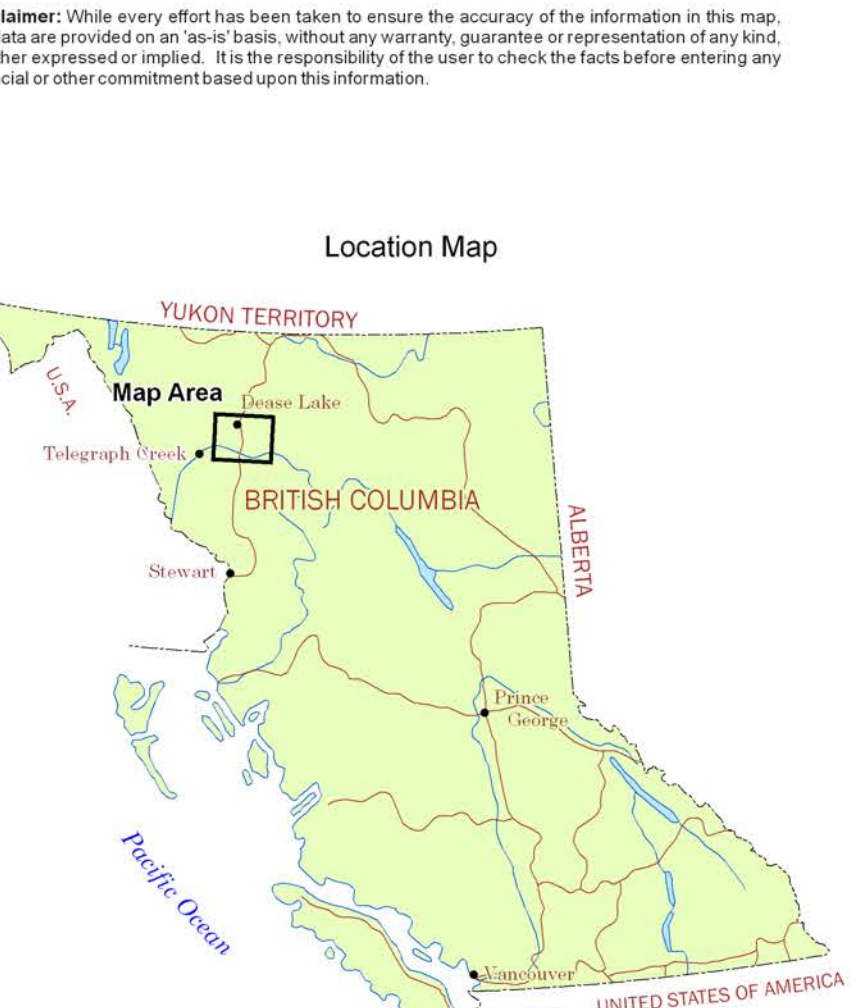 laimer: While every effort has been taken to ensure the accuracy of the information in this map,
ata are provided on an 'as-is' basis, without any warranty, guarantee or representation of any kind,
her expressed or implied. It is the responsibility of the user to check the facts before entering any
cial or other commitment based upon this information.
Location Map
YUKON TERRITORY
U.S.A.
Map Area
Dease Lake
Telegraph Creek
BRITISH COLUMBIA
ALBERTA
Stewart
Prince
George
Pacific Ocean
Vancouver
UNITED STATES OF AMERICA